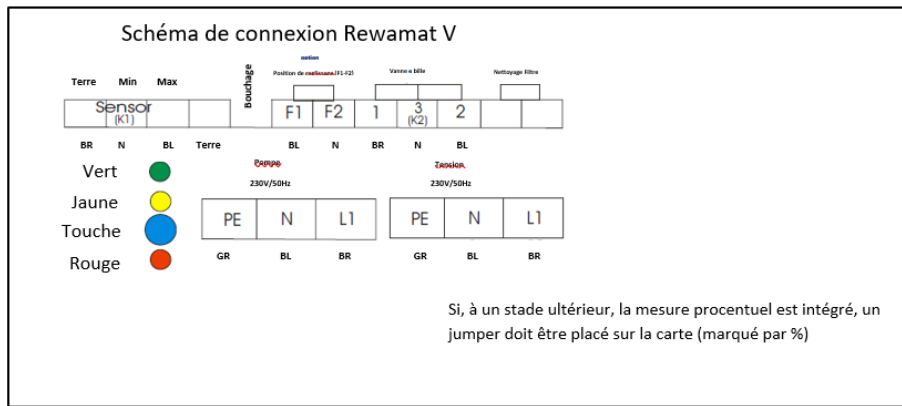 Schéma de connexion Rewamat V
Terre Min Max Bouchage Position de (F1-F2) Vanne e bille Nettoyage Filtre
Sensor
(K1)
F1 F2 1 3 2
(K2)
BR N BL Terre BL N BR N BL
Vert
Jaune
Touche
Rouge
Pompe Tension
230V/50Hz 230V/50Hz
PE N L1 PE N L1
GR BL BR GR BL BR
Si, à un stade ultérieur, la mesure procentuel est intégré, un
jumper doit être placé sur la carte (marqué par %)